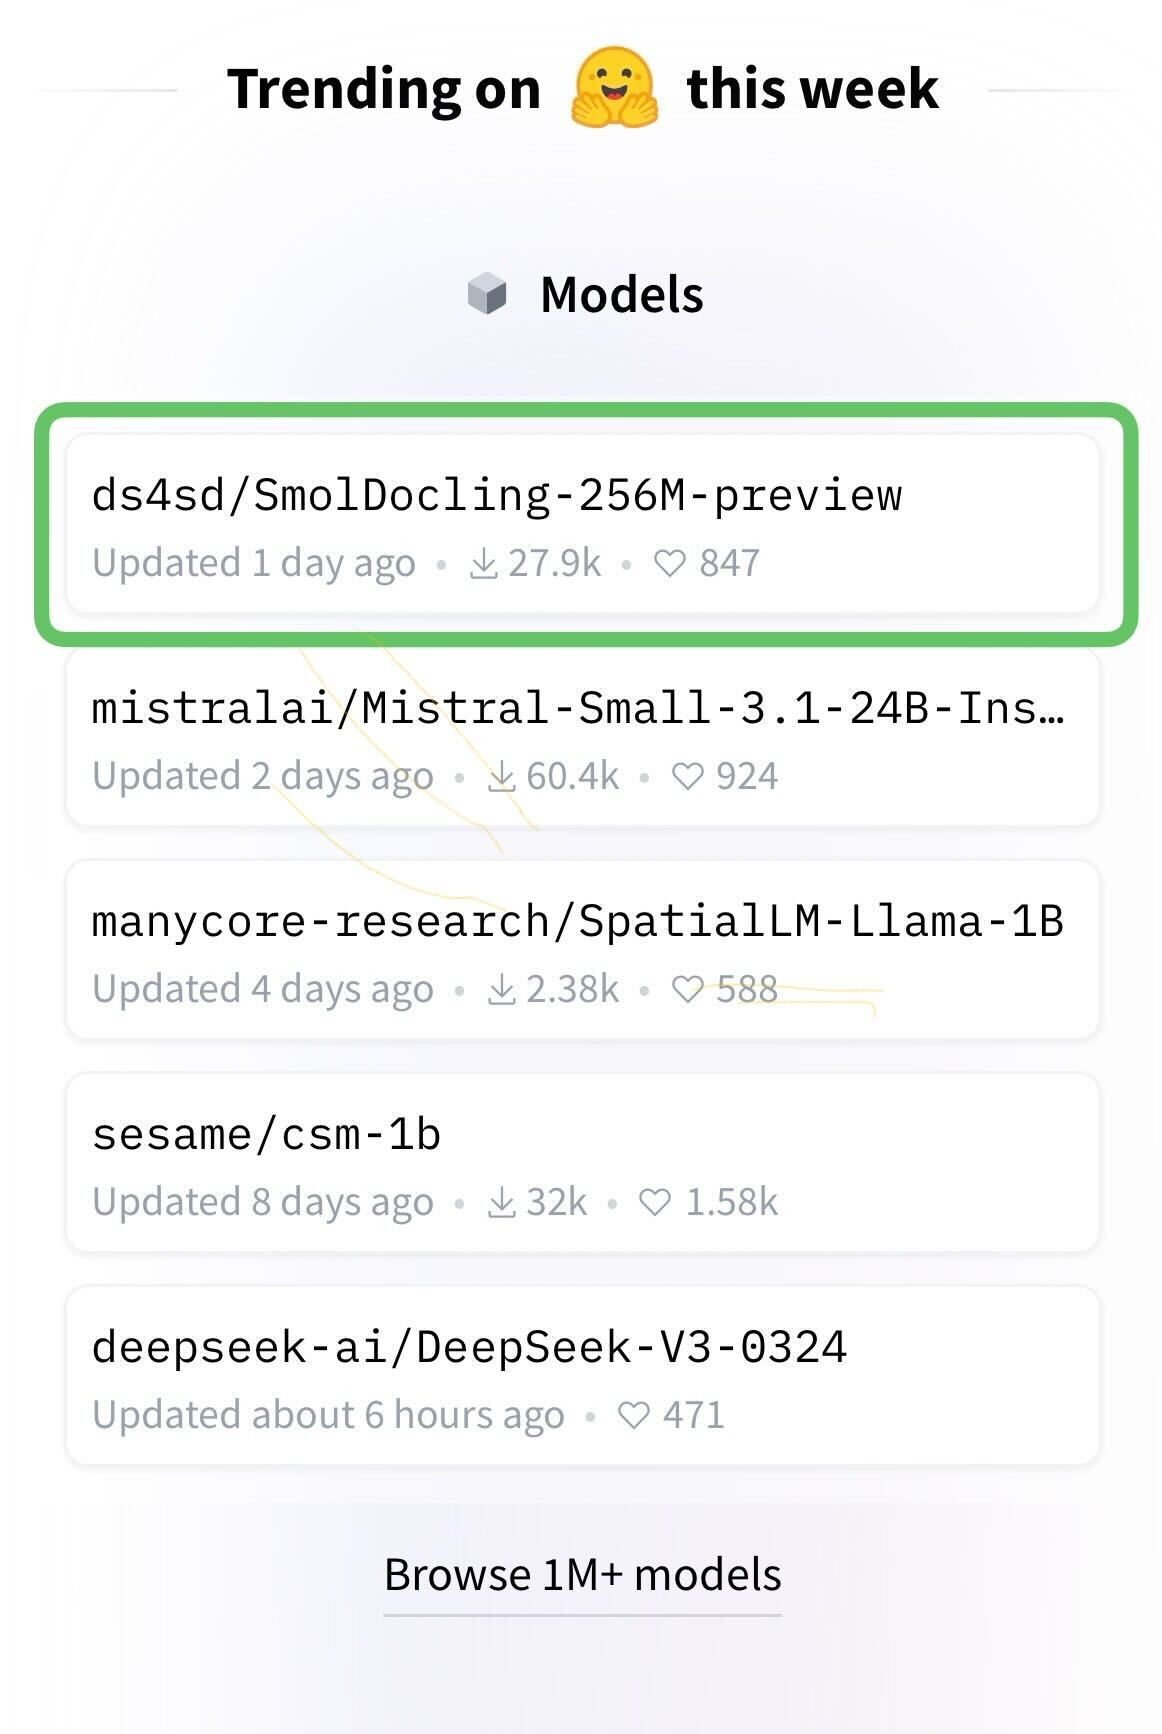 Trending on 🤗 this week
Models
ds4sd/SmolDocling-256M-preview
Updated 1 day ago • 27.9k • 847
mistralai/Mistral-Small-3.1-24B-Ins…
Updated 2 days ago • 60.4k • 924
manycore-research/SpatialLM-Llama-1B
Updated 4 days ago • 2.38k • 588
sesame/csm-1b
Updated 8 days ago • 32k • 1.58k
deepseek-ai/DeepSeek-V3-0324
Updated about 6 hours ago • 471
Browse 1M+ models